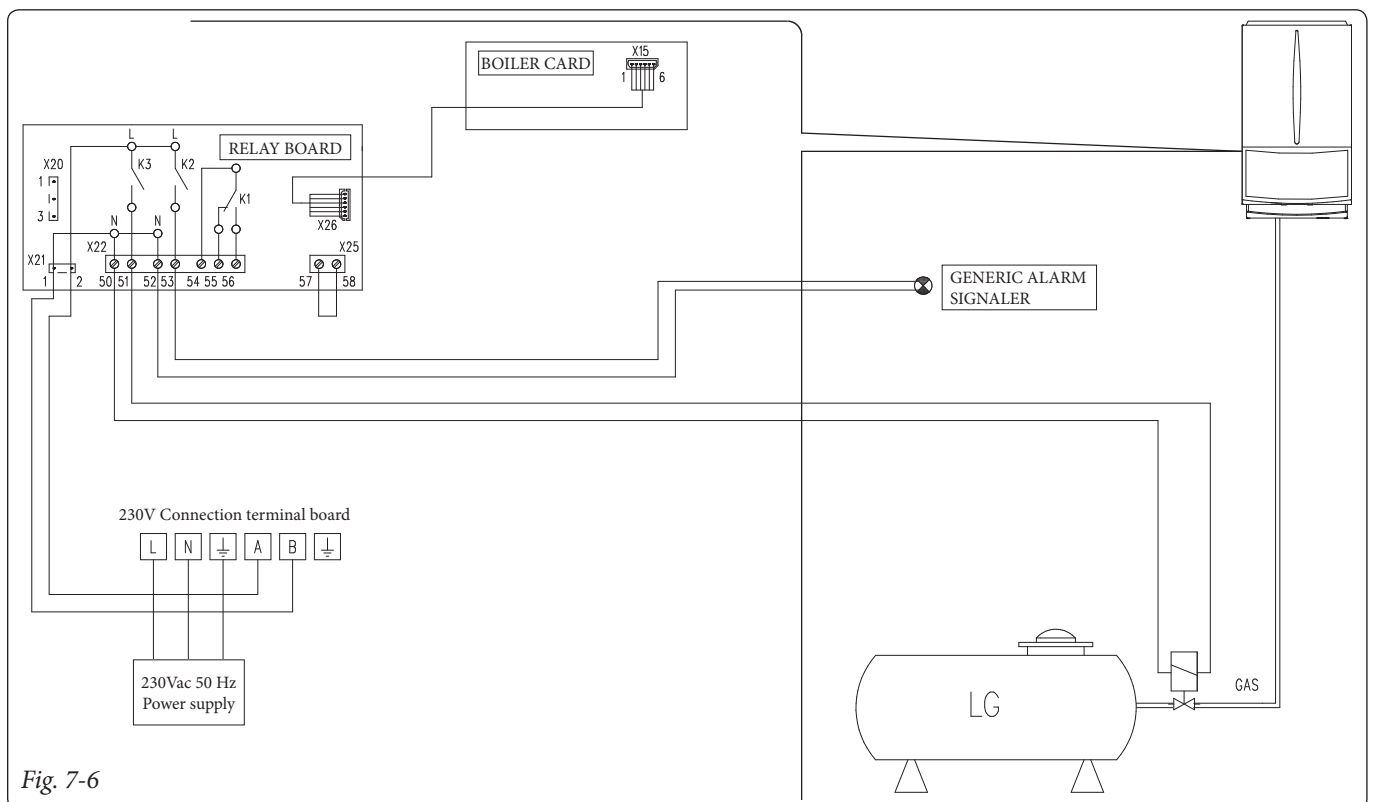 BOILER CARD
X15
1 6
RELAY BOARD
L L
K3 K2
X20
1
3
K1
X26
N N
X22
X21
X25
1 2
50 51 52 53 54 55 56
57 58
GENERIC ALARM
SIGNALER
230V Connection terminal board
L N A B
230Vac 50 Hz
Power supply
LG
GAS
Fig. 7-6